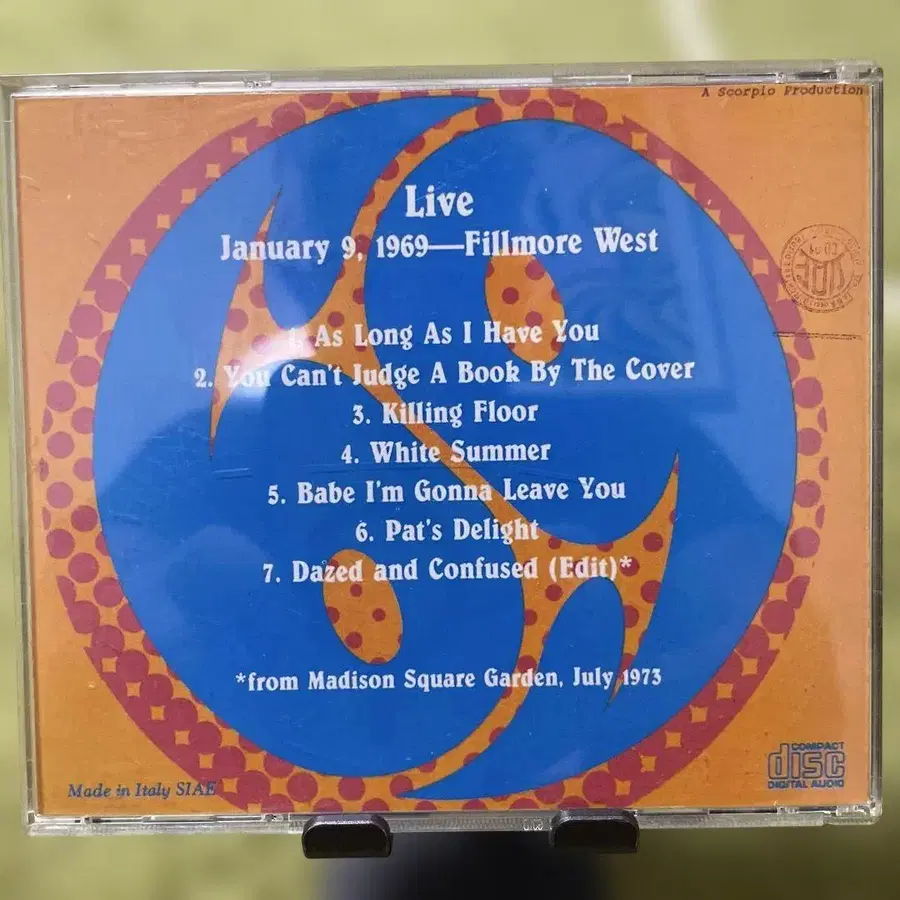 A Scorpio Production
Live
January 9, 1969—Fillmore West
SIAE
1. As Long As I Have You
2. You Can't Judge A Book By The Cover
3. Killing Floor
4. White Summer
5. Babe I'm Gonna Leave You
6. Pat's Delight
7. Dazed and Confused (Edit)*
*from Madison Square Garden, July 1973
COMPACT
disc
DIGITAL AUDIO
Made in Italy SIAE